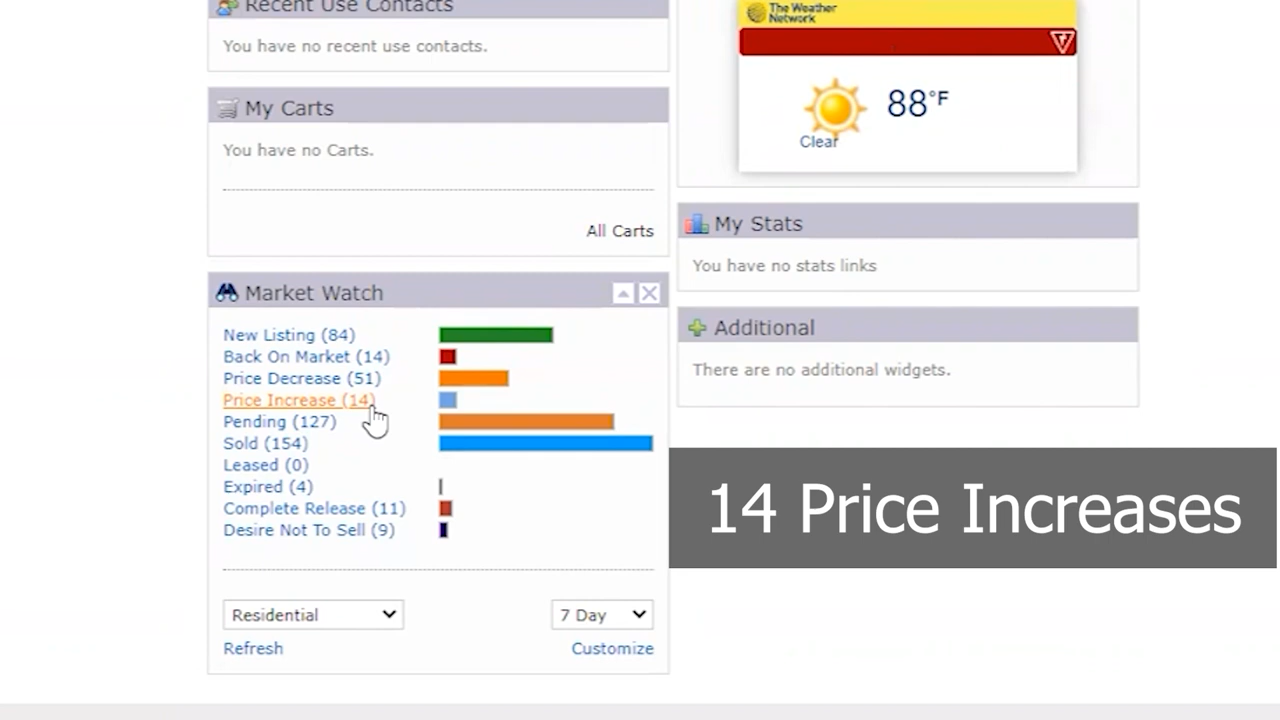 Recent Use Contacts
You have no recent use contacts.
My Carts
You have no Carts.
All Carts
Market Watch
New Listing (84)
Back On Market (14)
Price Decrease (51)
Price Increase (14)
Pending (127)
Sold (154)
Leased (0)
Expired (4)
Complete Release (11)
Desire Not To Sell (9)
Residential
7 Day
Refresh
Customize
The Weather
Network
88°F
Clear
My Stats
You have no stats links
Additional
There are no additional widgets.
14 Price Increases